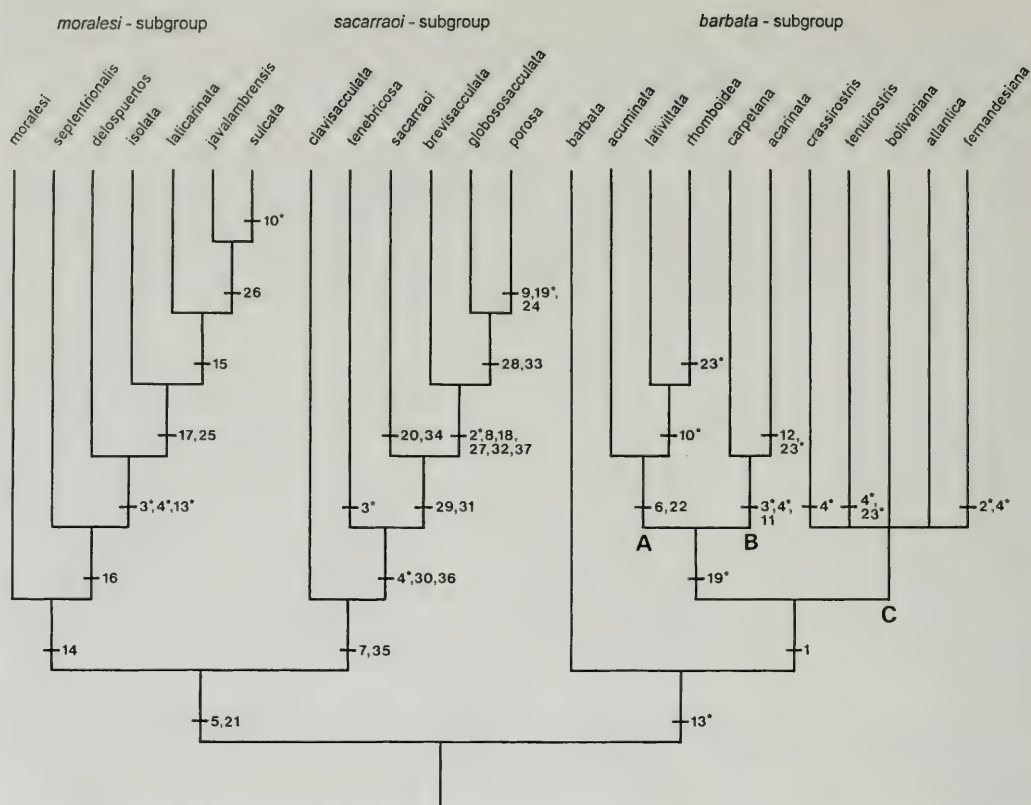 moralesi - subgroup
sacarraoi - subgroup
barbata - subgroup
moralesi
septentrionalis
delospuertos
isolata
laticarinata
javalambrensis
sulcata
clavisacculata
tenebricosa
sacarraoi
brevisacculata
globososacculata
porosa
barbata
acuminata
lativittata
rhomboidea
carpetana
acarinata
crassirostris
tenuirostris
bolivariana
atlantica
fernandesiana
10*
26
9,19*,
24
15
28,33
23*
17,25
20,34
2*,8,18,
27,32,37
10*
12,
23*
3*,4*,13*
3*
29,31
6,22
3*,4*,
11
4*
4*,
23*
2*,4*
A
B
16
4*,30,36
19*
C
14
7,35
1
5,21
13*